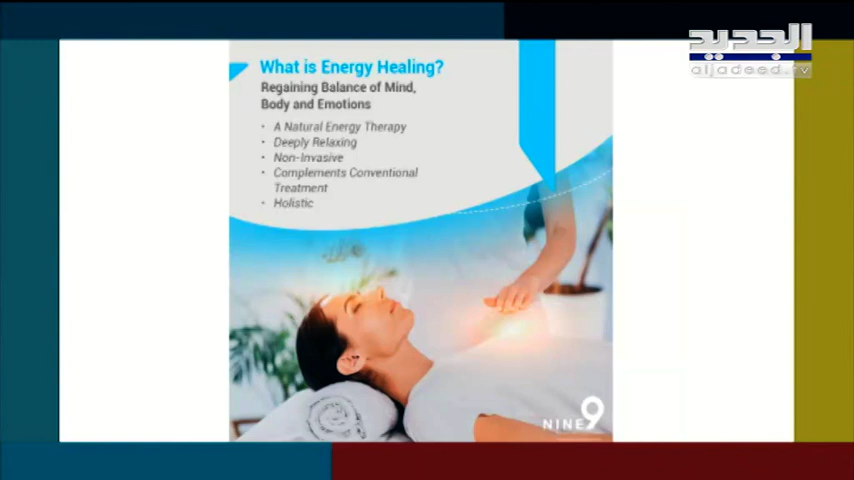 الجديد
aljadeed.tv
What is Energy Healing?
Regaining Balance of Mind,
Body and Emotions
• A Natural Energy Therapy
• Deeply Relaxing
• Non-Invasive
• Complements Conventional
Treatment
• Holistic
NINE9